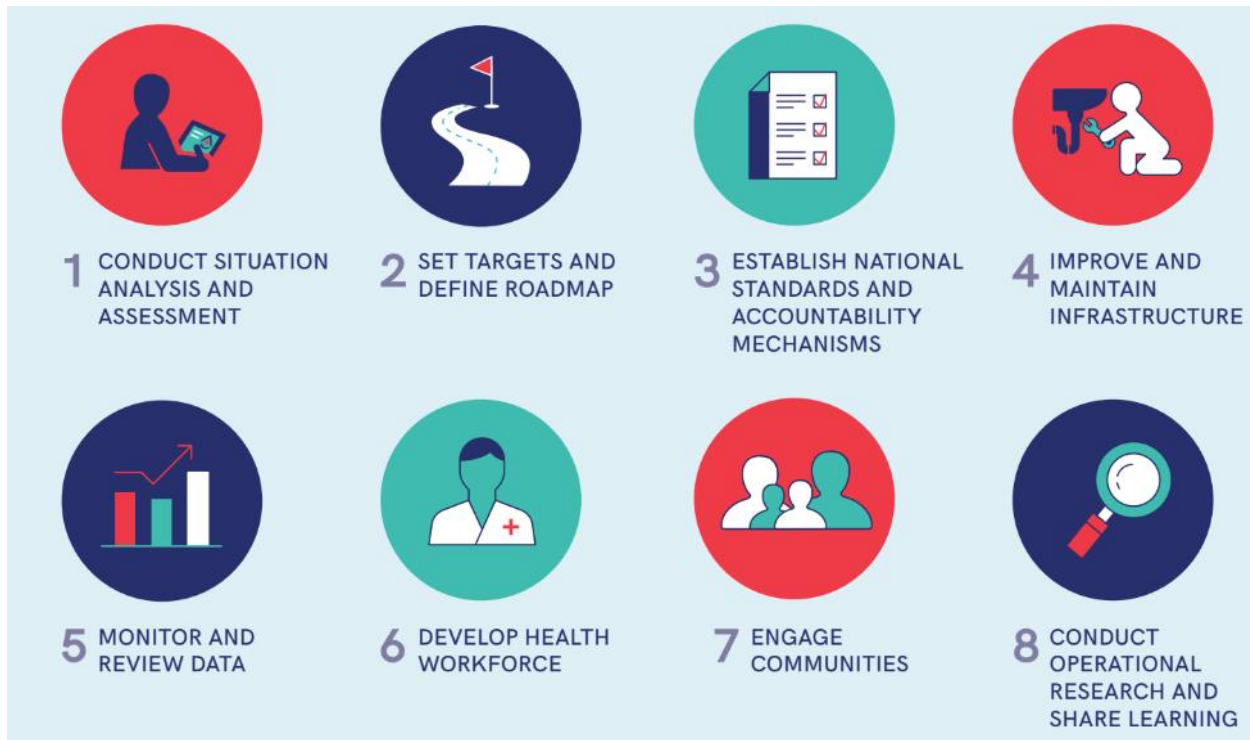 1 CONDUCT SITUATION
ANALYSIS AND
ASSESSMENT
2 SET TARGETS AND
DEFINE ROADMAP
3 ESTABLISH NATIONAL
STANDARDS AND
ACCOUNTABILITY
MECHANISMS
4 IMPROVE AND
MAINTAIN
INFRASTRUCTURE
5 MONITOR AND
REVIEW DATA
6 DEVELOP HEALTH
WORKFORCE
7 ENGAGE
COMMUNITIES
8 CONDUCT
OPERATIONAL
RESEARCH AND
SHARE LEARNING